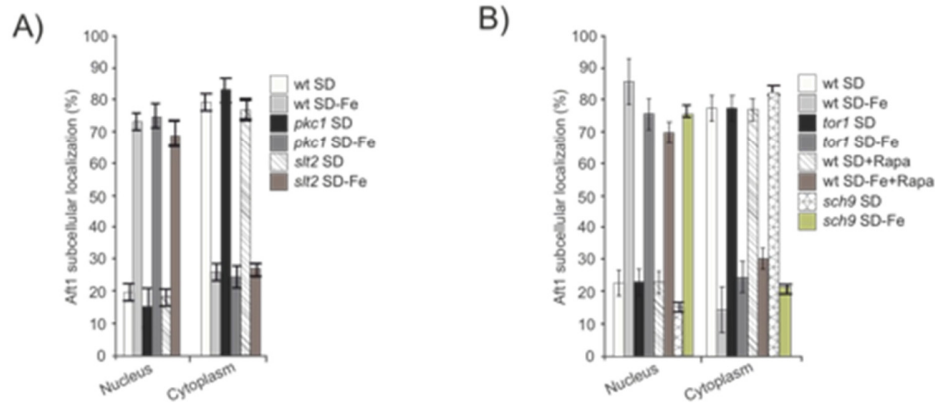 A)
Aft1 subcellular localization (%)
100
90
80
70
60
50
40
30
20
10
0
Nucleus
Cytoplasm
wt SD
wt SD-Fe
pkc1 SD
pkc1 SD-Fe
slt2 SD
slt2 SD-Fe
B)
Aft1 subcellular localization (%)
100
90
80
70
60
50
40
30
20
10
0
Nucleus
Cytoplasm
wt SD
wt SD-Fe
tor1 SD
tor1 SD-Fe
wt SD+Rapa
wt SD-Fe+Rapa
sch9 SD
sch9 SD-Fe